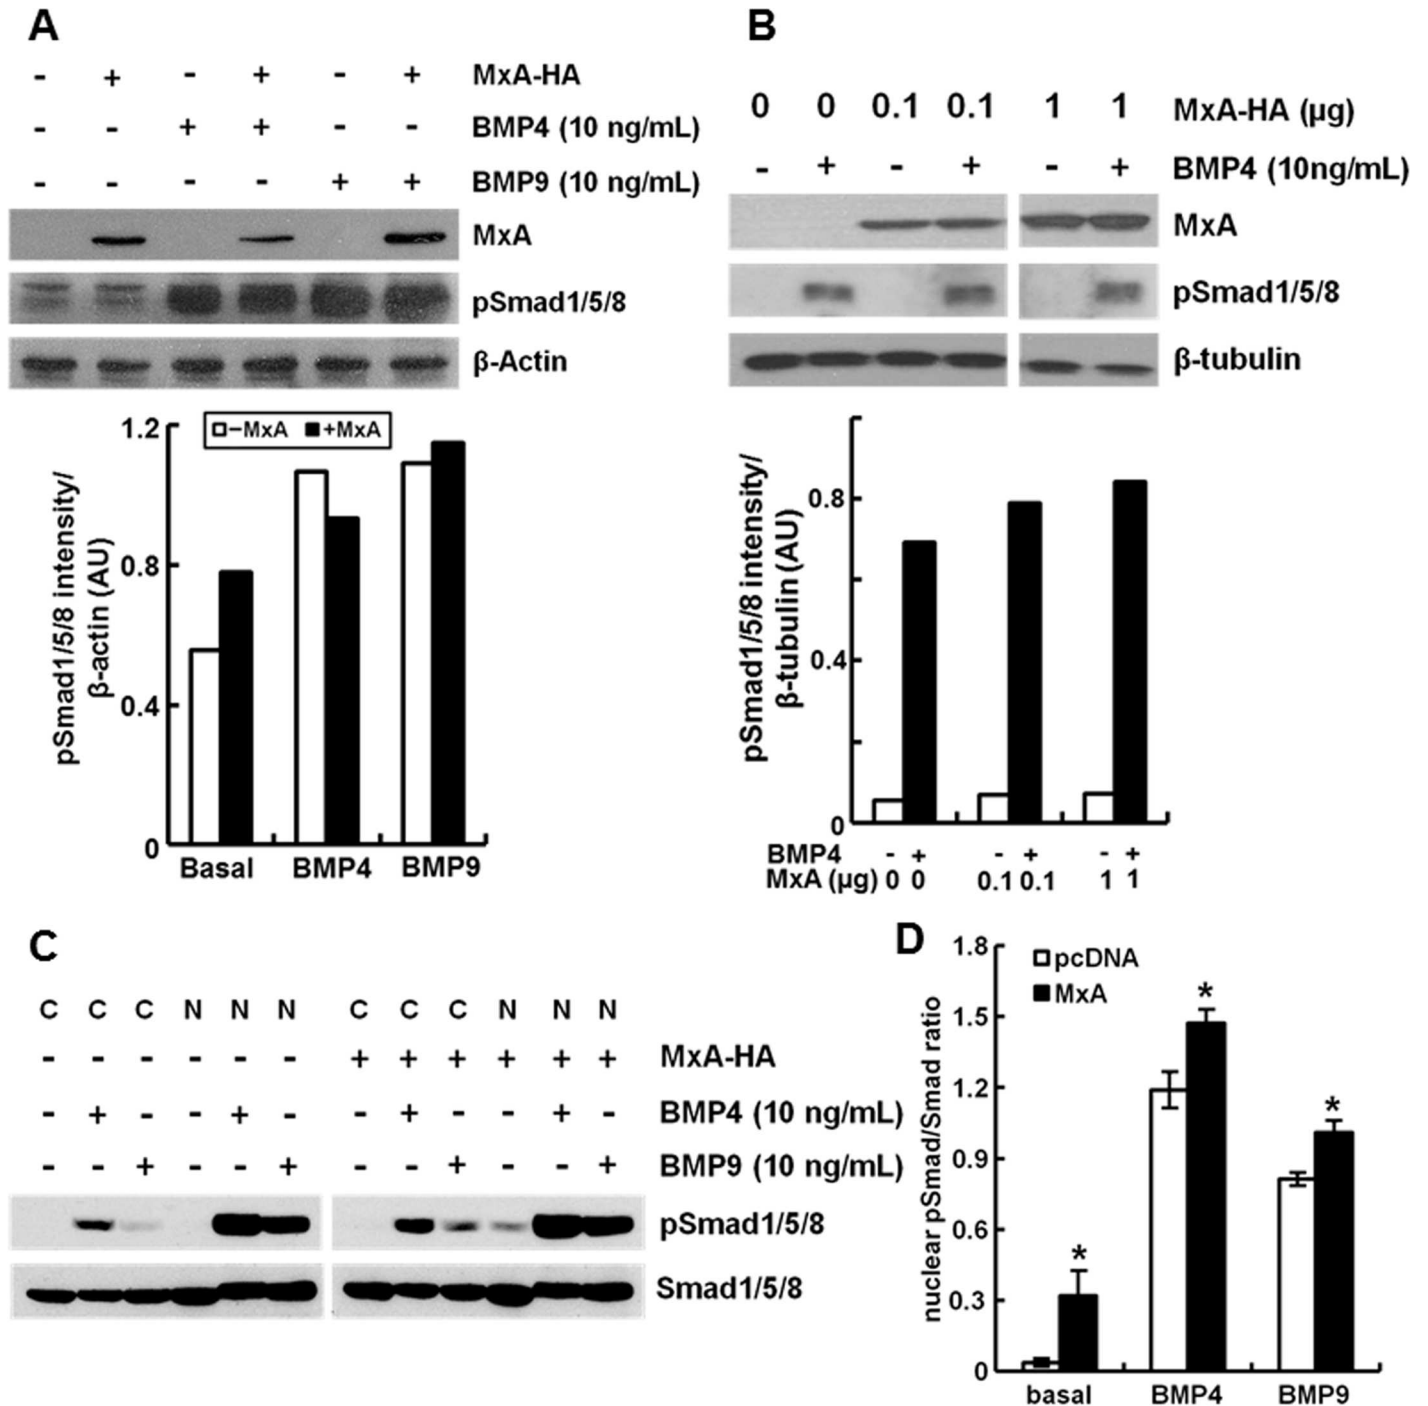 A
- + - + - + MxA-HA
- - + + - - BMP4 (10 ng/mL)
- - - - + + BMP9 (10 ng/mL)
MxA
pSmad1/5/8
β-Actin
1.2
−MxA +MxA
0.8
0.4
0
pSmad1/5/8 intensity/
β-actin (AU)
Basal BMP4 BMP9
B
0 0 0.1 0.1 1 1 MxA-HA (µg)
- + - + - + BMP4 (10ng/mL)
MxA
pSmad1/5/8
β-tubulin
0.8
0.4
0
pSmad1/5/8 intensity/
β-tubulin (AU)
BMP4 - + - + - +
MxA (µg) 0 0 0.1 0.1 1 1
C
C C C N N N C C C N N N
- - - - - - + + + + + + MxA-HA
- + - - + - - + - - + - BMP4 (10 ng/mL)
- - + - - + - - + - - + BMP9 (10 ng/mL)
pSmad1/5/8
Smad1/5/8
D
1.8
pcDNA
MxA
1.5
1.2
0.9
0.6
0.3
0
nuclear pSmad/Smad ratio
* * *
basal BMP4 BMP9